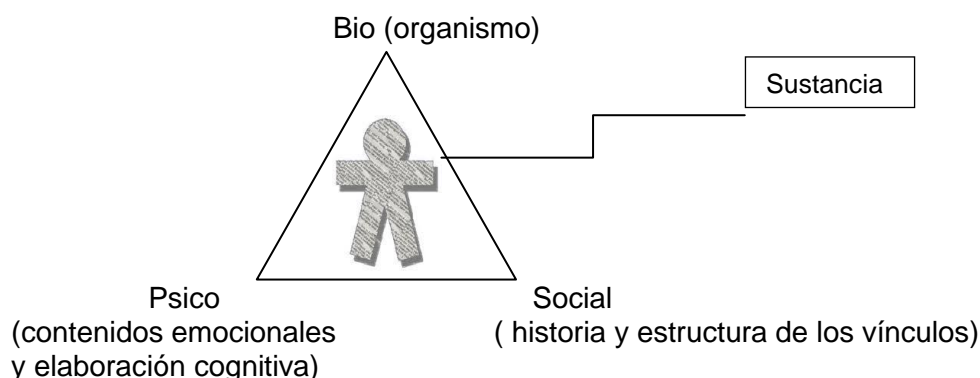 Bio (organismo)
Sustancia
Psico
Social
(contenidos emocionales
( historia y estructura de los vínculos)
y elaboración cognitiva)